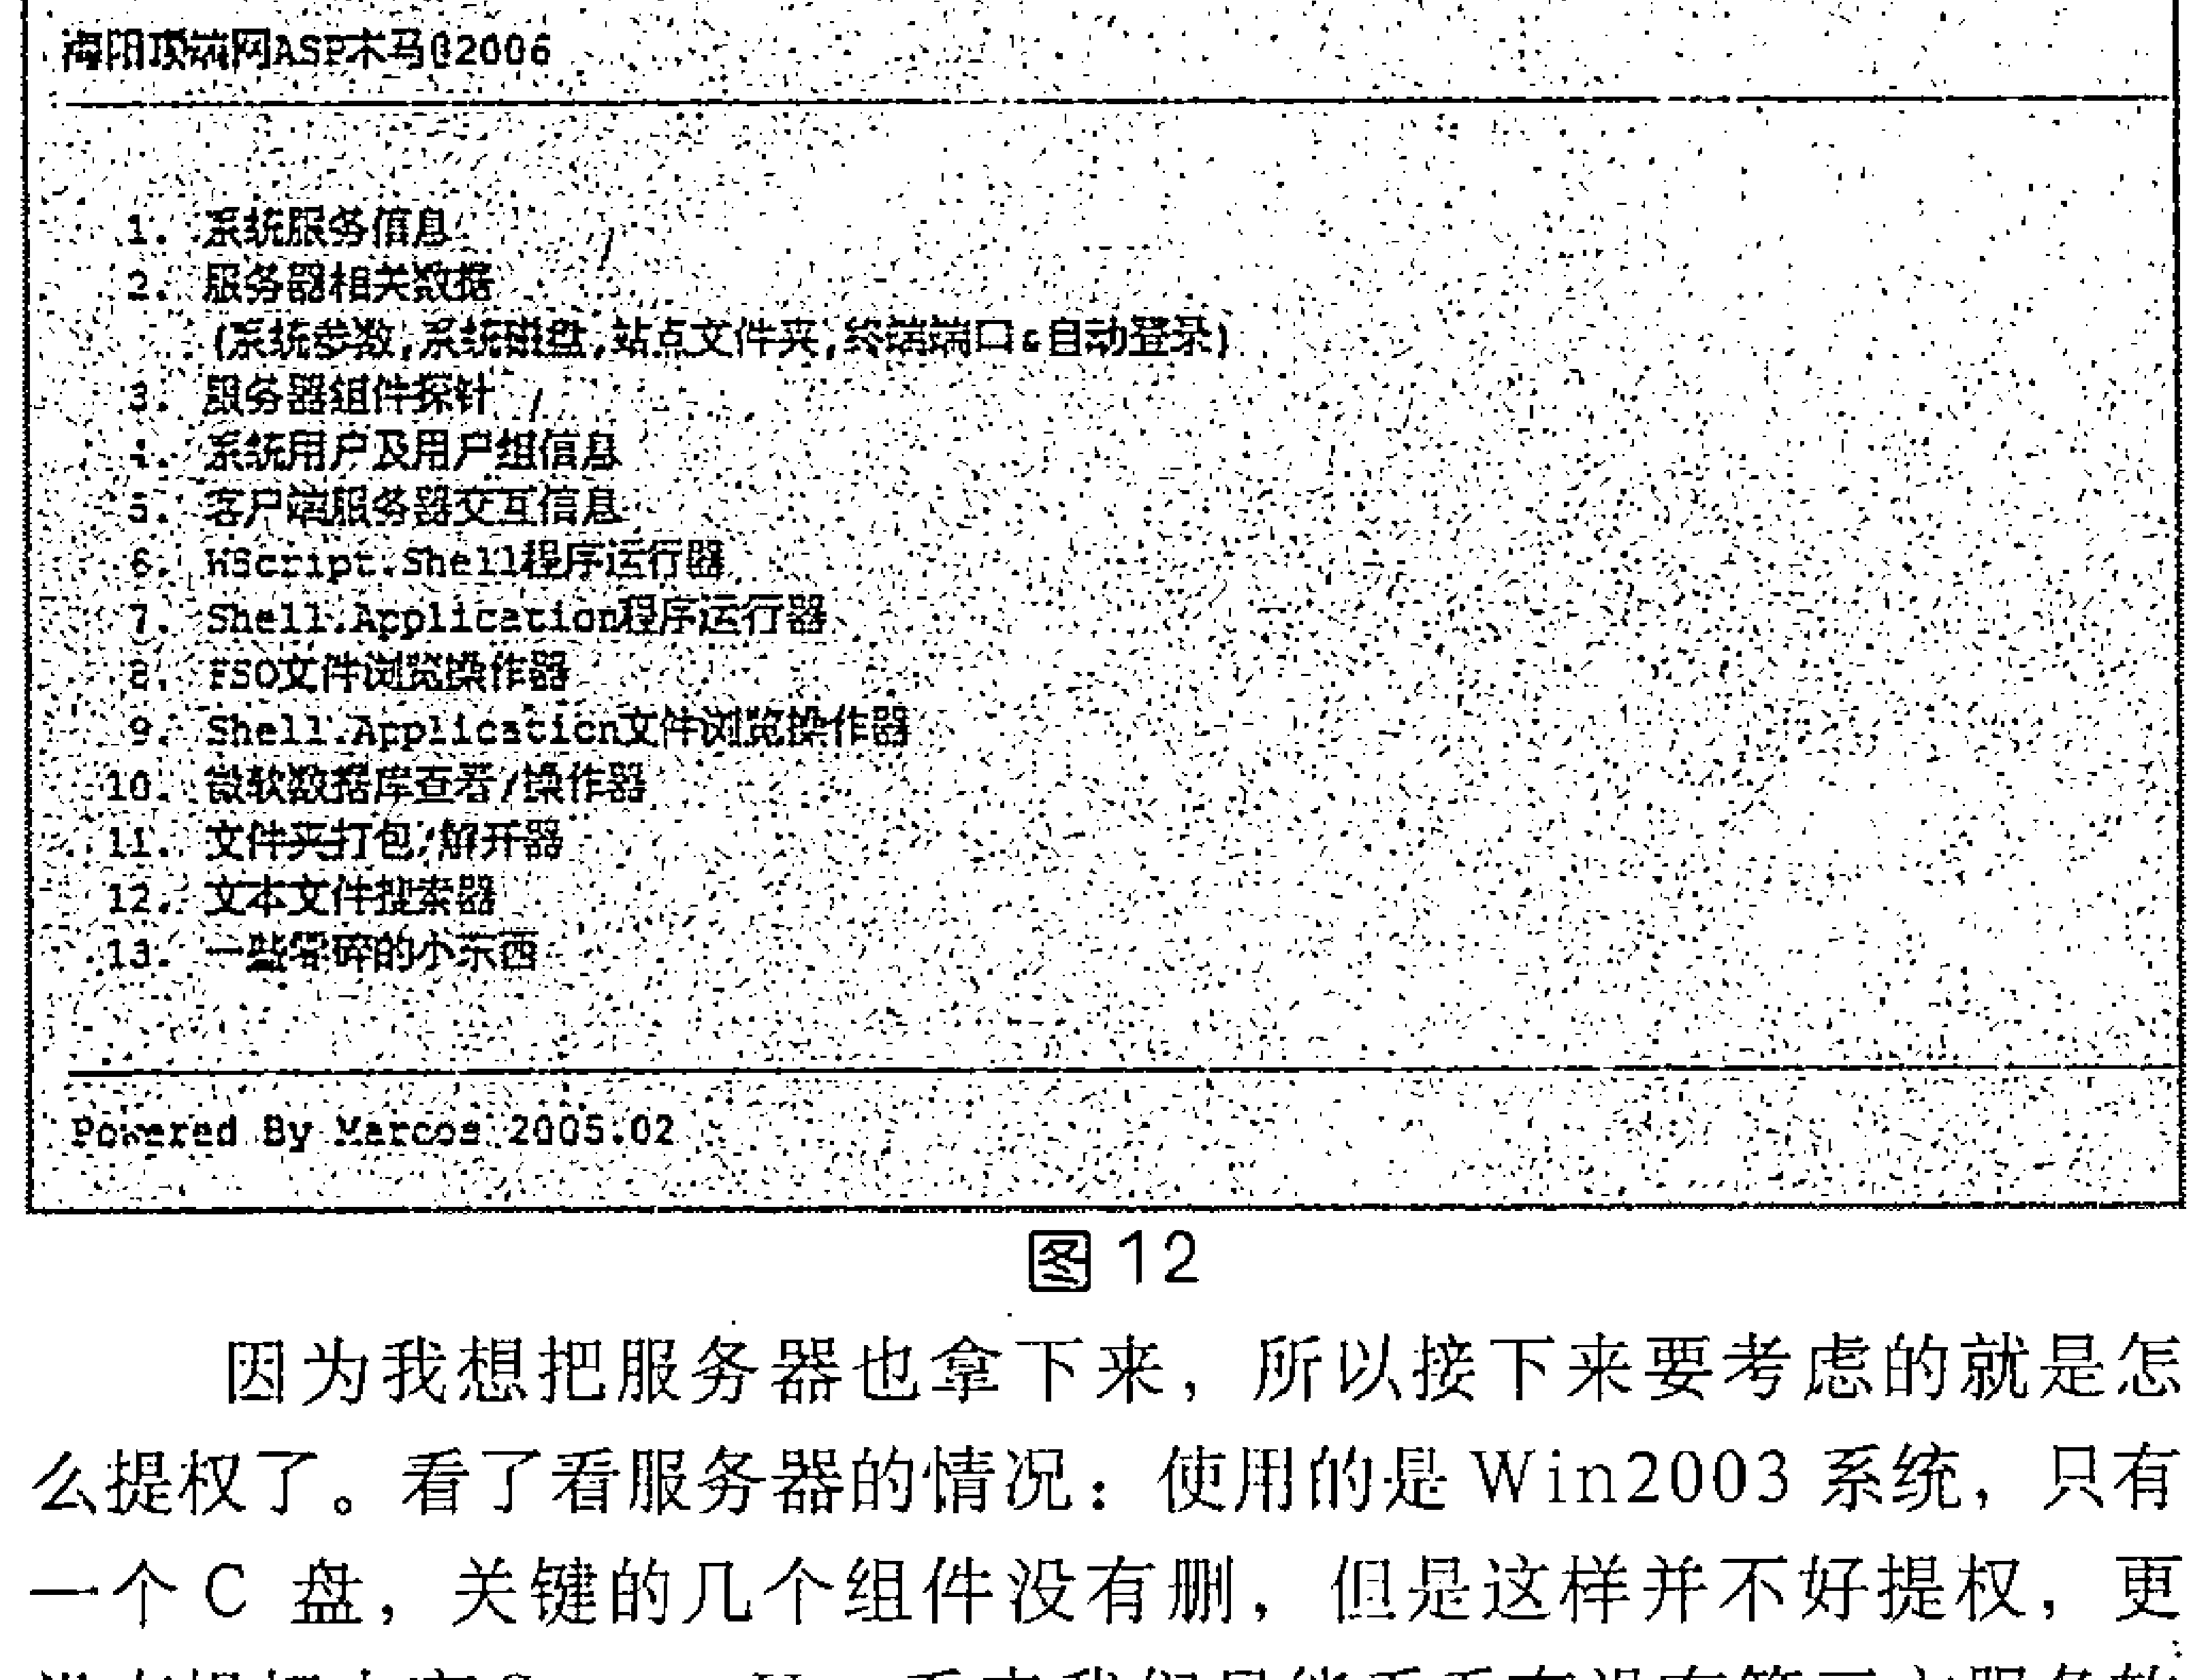 海阳顶端网ASP木马@2006
1. 系统服务信息
2. 服务器相关数据
(系统参数,系统磁盘,站点文件夹,终端端口&自动登录)
3. 服务器组件探针
4. 系统用户及用户组信息
5. 客户端服务器交互信息
6. WScript.Shell程序运行器
7. Shell.Application程序运行器
8. FSO文件浏览操作器
9. Shell.Application文件浏览操作器
10. 微软数据库查看/操作器
11. 文件夹打包/解开器
12. 文本文件搜索器
13. 一些零碎的小东西
Powered By Marcos 2005.02
图12
因为我想把服务器也拿下来，所以接下来要考虑的就是怎
么提权了。看了看服务器的情况：使用的是Win2003系统，只有
一个C 盘，关键的几个组件没有删，但是这样并不好提权，更